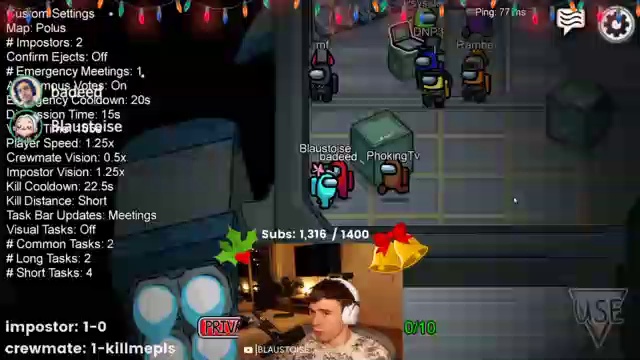 Custom Settings
Map: Polus
# Impostors: 2
Confirm Ejects: Off
# Emergency Meetings: 1
Votes: On
Cooldown: 20s
Time: 15s
Player Speed: 1.25x
Crewmate Vision: 0.5x
Impostor Vision: 1.25x
Kill Cooldown: 22.5s
Kill Distance: Short
Task Bar Updates: Meetings
Visual Tasks: Off
# Common Tasks: 2
# Long Tasks: 2
# Short Tasks: 4
badeed
Blaustoise
impostor: 1-0
crewmate: 1-killmepls
Ping: 77 ms
DNP3
Blaustoise
badeed
PhokingTv
Subs: 1,316 / 1400
PRIV
0/10
BLAUSTOISE
USE